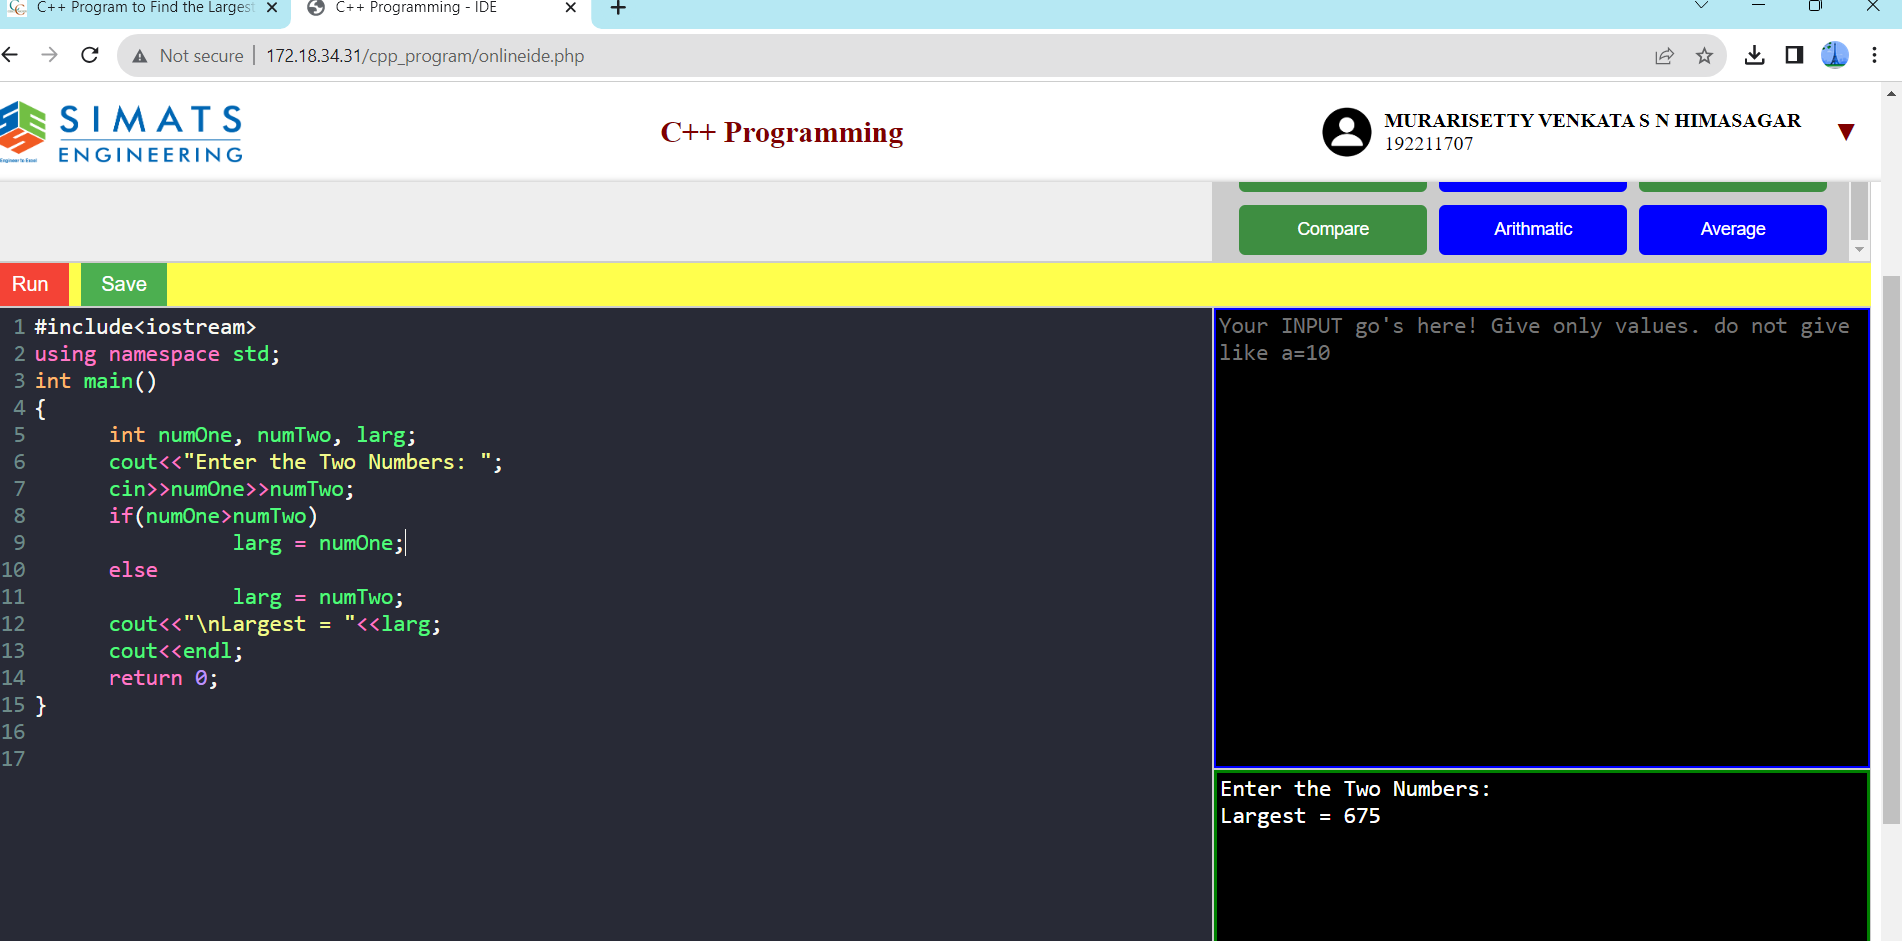 C++ Program to Find the Largest
C++ Programming - IDE
Not secure | 172.18.34.31/cpp_program/onlineide.php
SIMATS
ENGINEERING
C++ Programming
MURARISETTY VENKATA S N HIMASAGAR
192211707
Compare
Arithmatic
Average
Run
Save
1 #include<iostream>
2 using namespace std;
3 int main()
4 {
5 int numOne, numTwo, larg;
6 cout<<"Enter the Two Numbers: ";
7 cin>>numOne>>numTwo;
8 if(numOne>numTwo)
9 larg = numOne;
10 else
11 larg = numTwo;
12 cout<<"\nLargest = "<<larg;
13 cout<<endl;
14 return 0;
15 }
16
17
Your INPUT go's here! Give only values. do not give
like a=10
Enter the Two Numbers:
Largest = 675